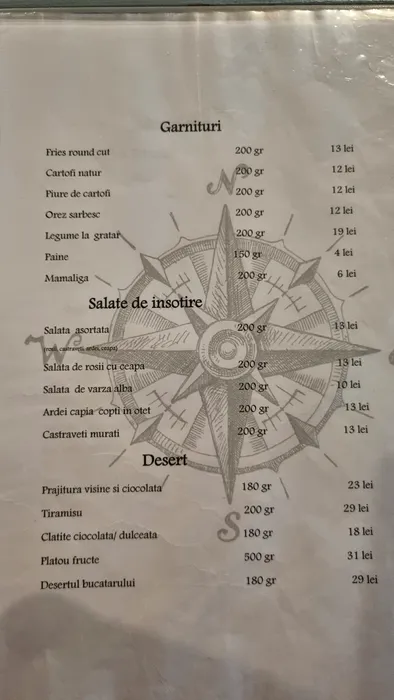 Garnituri
Fries round cut 200 gr 13 lei
Cartofi natur 200 gr 12 lei
N
Piure de cartofi 200 gr 12 lei
Orez sarbesc 200 gr 12 lei
Legume la gratar 200 gr 19 lei
Paine 150 gr 4 lei
Mamaliga 200 gr 6 lei
Salate de insotire
Salata asortata 200 gr 13 lei
W
(rosii, castraveti, ardei, ceapa)
Salata de rosii cu ceapa 200 gr 13 lei
Salata de varza alba 200 gr 10 lei
Ardei capia copti in otet 200 gr 13 lei
Castraveti murati 200 gr 13 lei
Desert
Prajitura visine si ciocolata 180 gr 23 lei
Tiramisu 200 gr 29 lei
S
Clatite ciocolata/ dulceata 180 gr 18 lei
Platou fructe 500 gr 31 lei
Desertul bucatarului 180 gr 29 lei